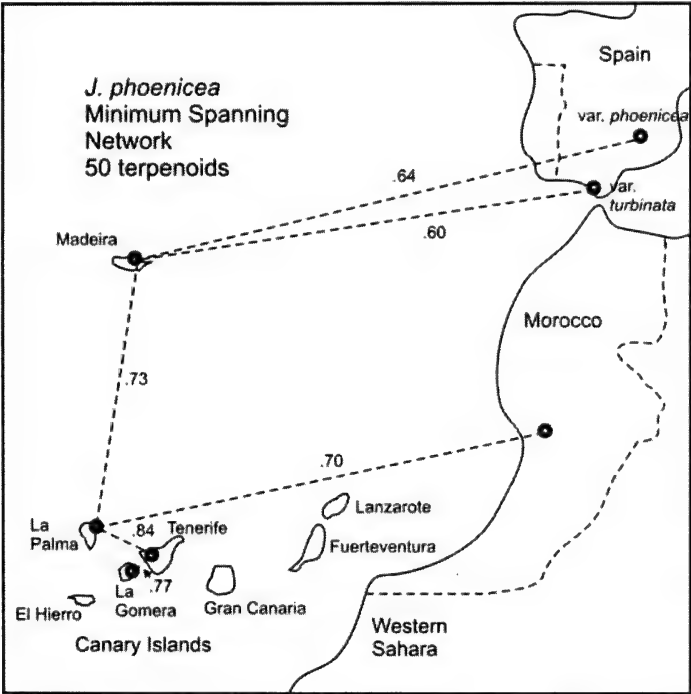 Spain
J. phoenicea
Minimum Spanning
Network
50 terpenoids
var. phoenicea
.64
var.
turbinata
.60
Madeira
Morocco
.73
.70
Lanzarote
La
Palma
.84
Tenerife
Fuerteventura
*
.77
La
Gomera
El Hierro
Gran Canaria
Canary Islands
Western
Sahara